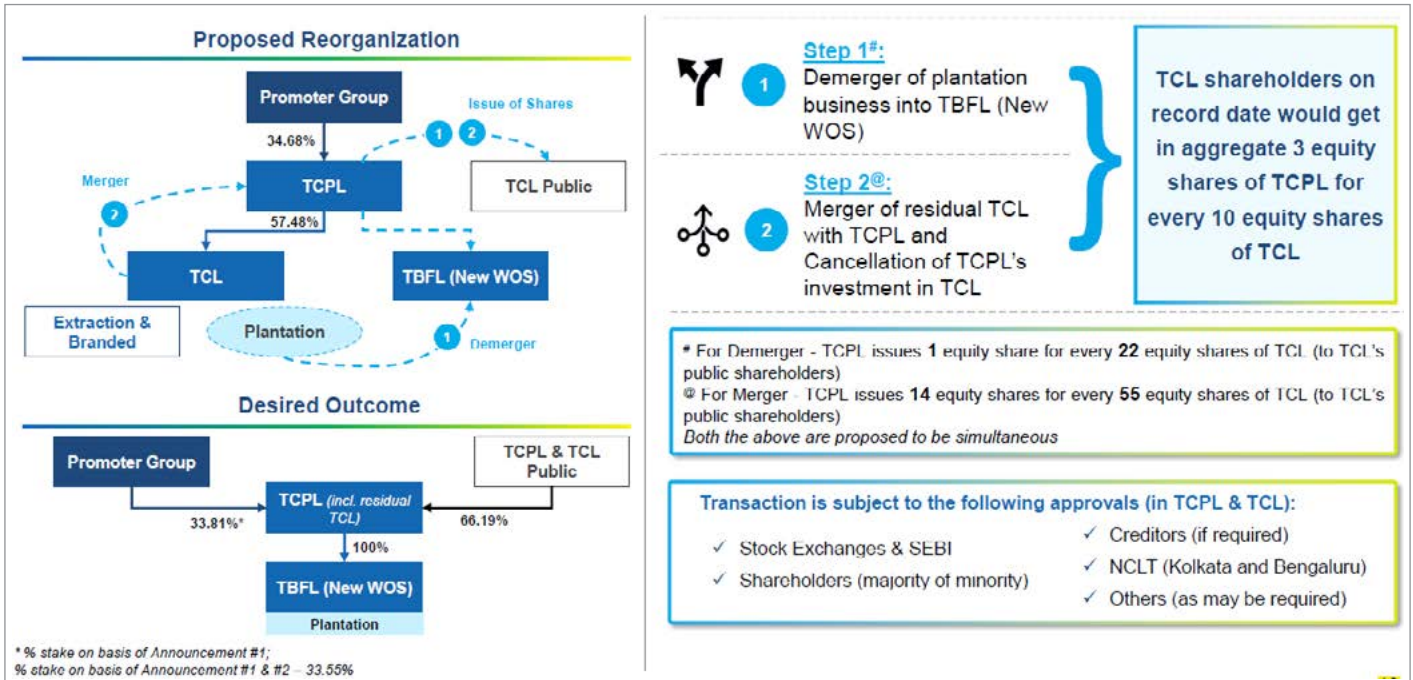 Proposed Reorganization
Promoter Group
Issue of Shares
1
2
34.68%
Merger
TCPL
TCL Public
2
57.48%
TCL
TBFL (New WOS)
Extraction &
Branded
Plantation
1
Demerger
Desired Outcome
Promoter Group
TCPL & TCL
Public
TCPL (incl. residual
TCL)
33.81%*
66.19%
100%
TBFL (New WOS)
Plantation
* % stake on basis of Announcement #1;
% stake on basis of Announcement #1 & #2 – 33.55%
1
Step 1#:
Demerger of plantation
business into TBFL (New
WOS)
2
Step 2@:
Merger of residual TCL
with TCPL and
Cancellation of TCPL's
investment in TCL
TCL shareholders on
record date would get
in aggregate 3 equity
shares of TCPL for
every 10 equity shares
of TCL
# For Demerger - TCPL issues 1 equity share for every 22 equity shares of TCL (to TCL's
public shareholders)
@ For Merger - TCPL issues 14 equity shares for every 55 equity shares of TCL (to TCL's
public shareholders)
Both the above are proposed to be simultaneous
Transaction is subject to the following approvals (in TCPL & TCL):
✓ Stock Exchanges & SEBI
✓ Shareholders (majority of minority)
✓ Creditors (if required)
✓ NCLT (Kolkata and Bengaluru)
✓ Others (as may be required)